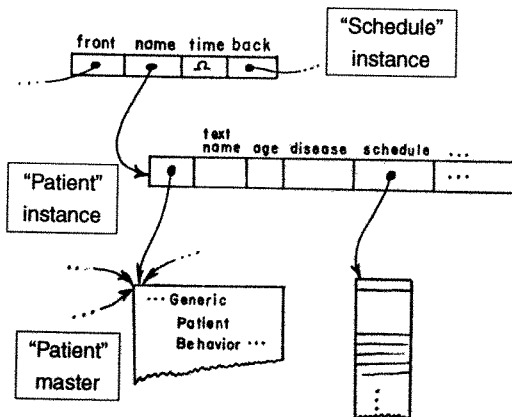 front name time back
Ω
“Schedule”
instance
text
name age disease schedule ...
...
“Patient”
instance
... Generic
Patient
Behavior ...
“Patient”
master